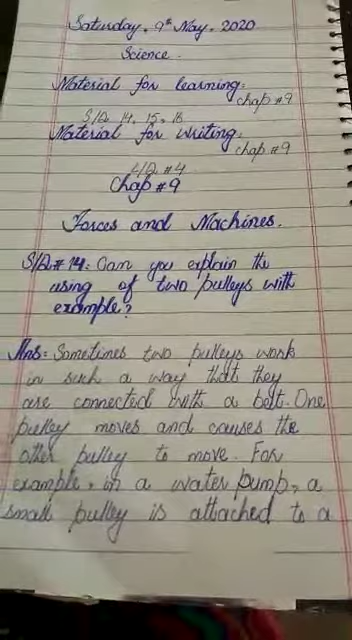 Saturday, 9th May, 2020
Science.
Material for learning:
chap #9
S/Q. 14, 15, 16
Material for writing:
chap #9
L/Q. #4
Chap #9
Forces and Machines.
S/Q# 14: Can you explain the
using of two pulleys with
example?
Ans: Sometimes two pulleys work
in such a way that they
are connected with a belt. One
pulley moves and causes the
other pulley to move. For
example, in a water pump, a
small pulley is attached to a